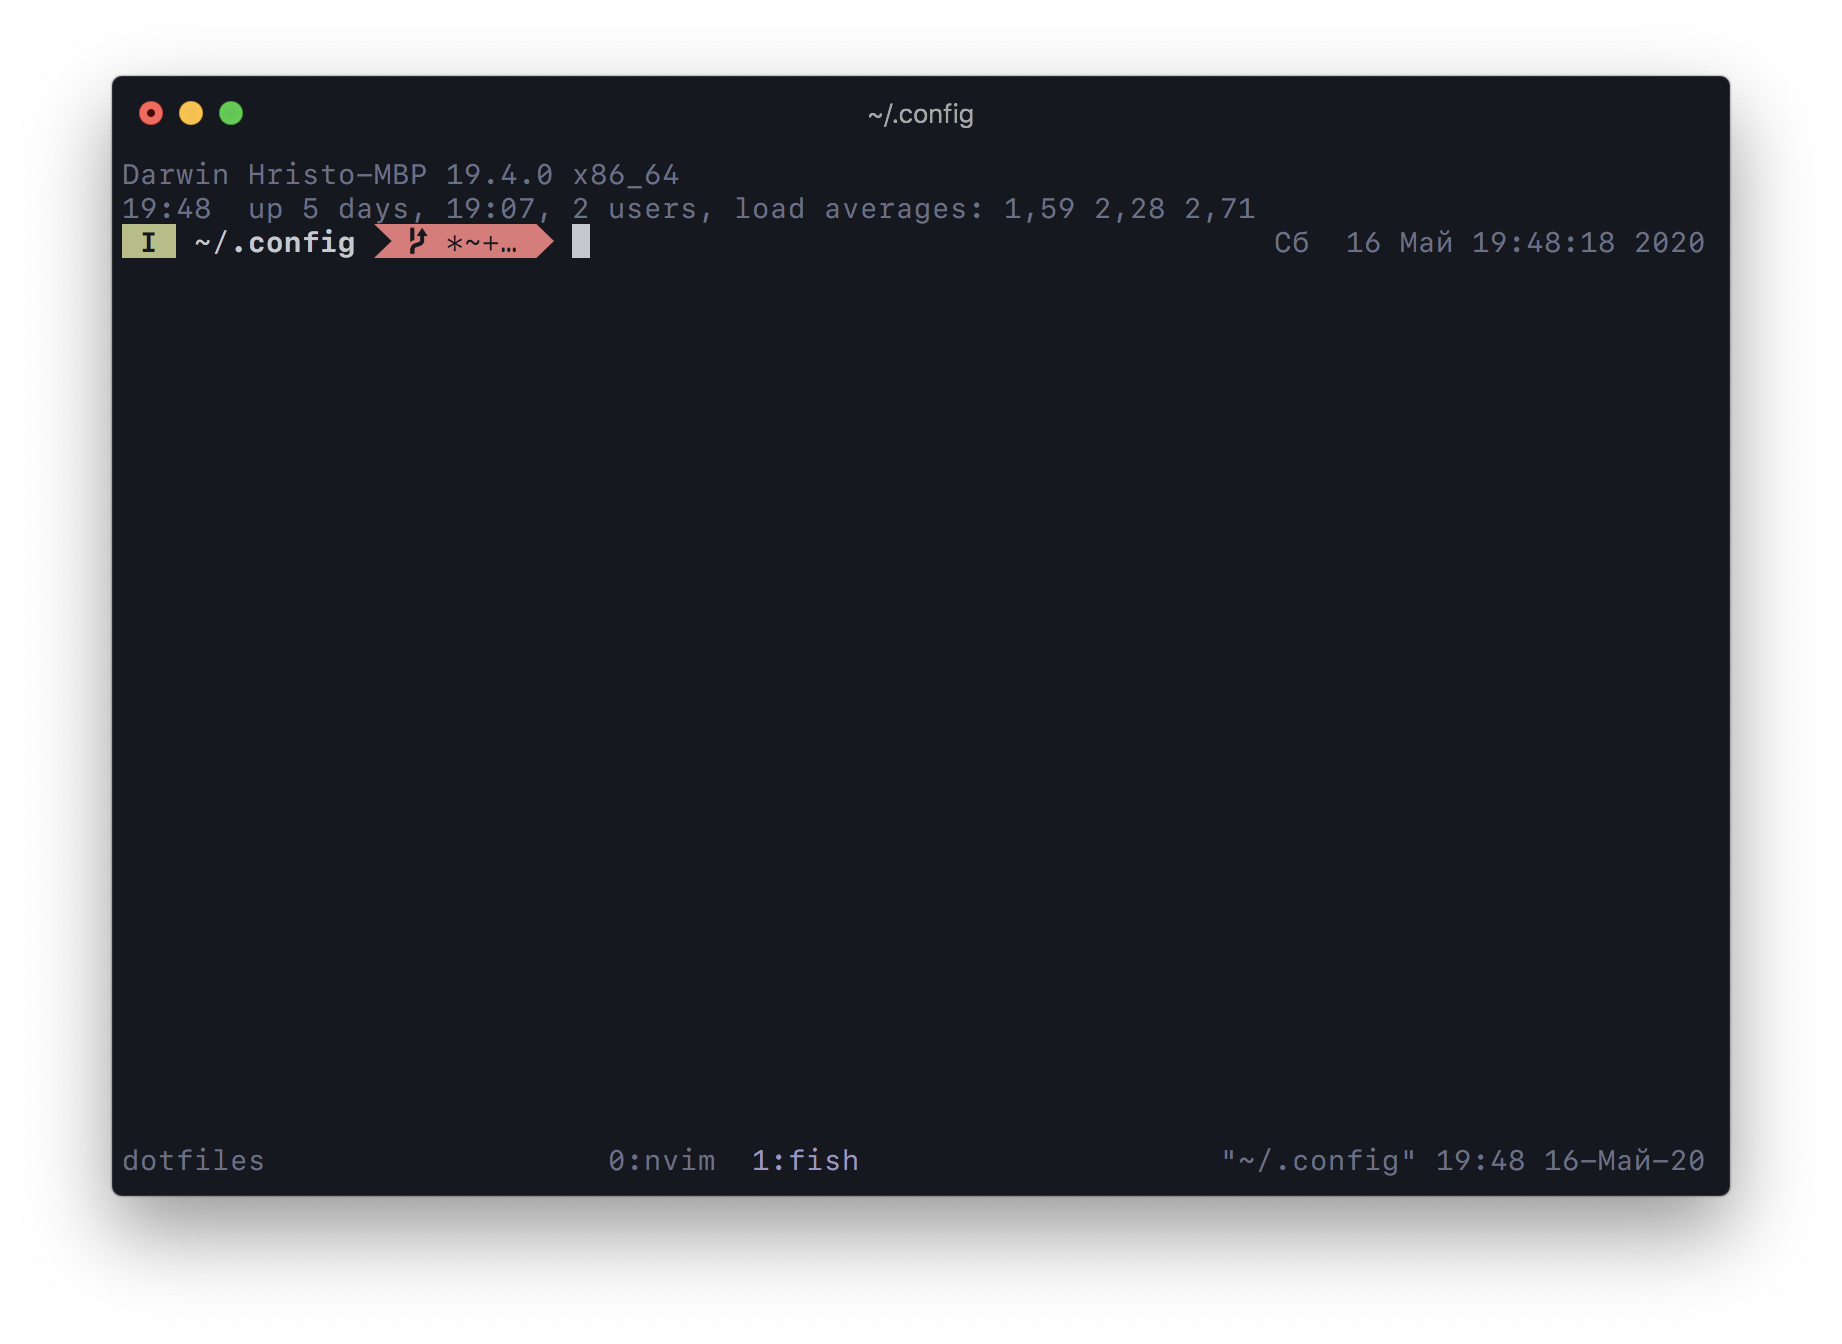 ~/.config
Darwin Hristo-MBP 19.4.0 x86_64
19:48  up 5 days, 19:07, 2 users, load averages: 1,59 2,28 2,71
I ~/.config *~+… Сб  16 Май 19:48:18 2020
dotfiles 0:nvim  1:fish "~/.config" 19:48 16-Май-20